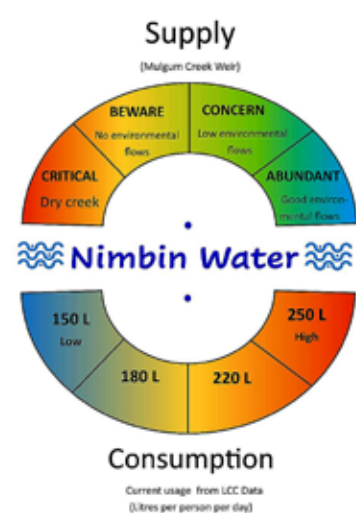 Supply
(Mulgum Creek Weir)
BEWARE
No environmental
flows
CONCERN
Low environmental
flows
CRITICAL
Dry creek
ABUNDANT
Good environ-
mental flows
Nimbin Water
150 L
Low
180 L
220 L
250 L
High
Consumption
Current usage from LCC Data
(Litres per person per day)